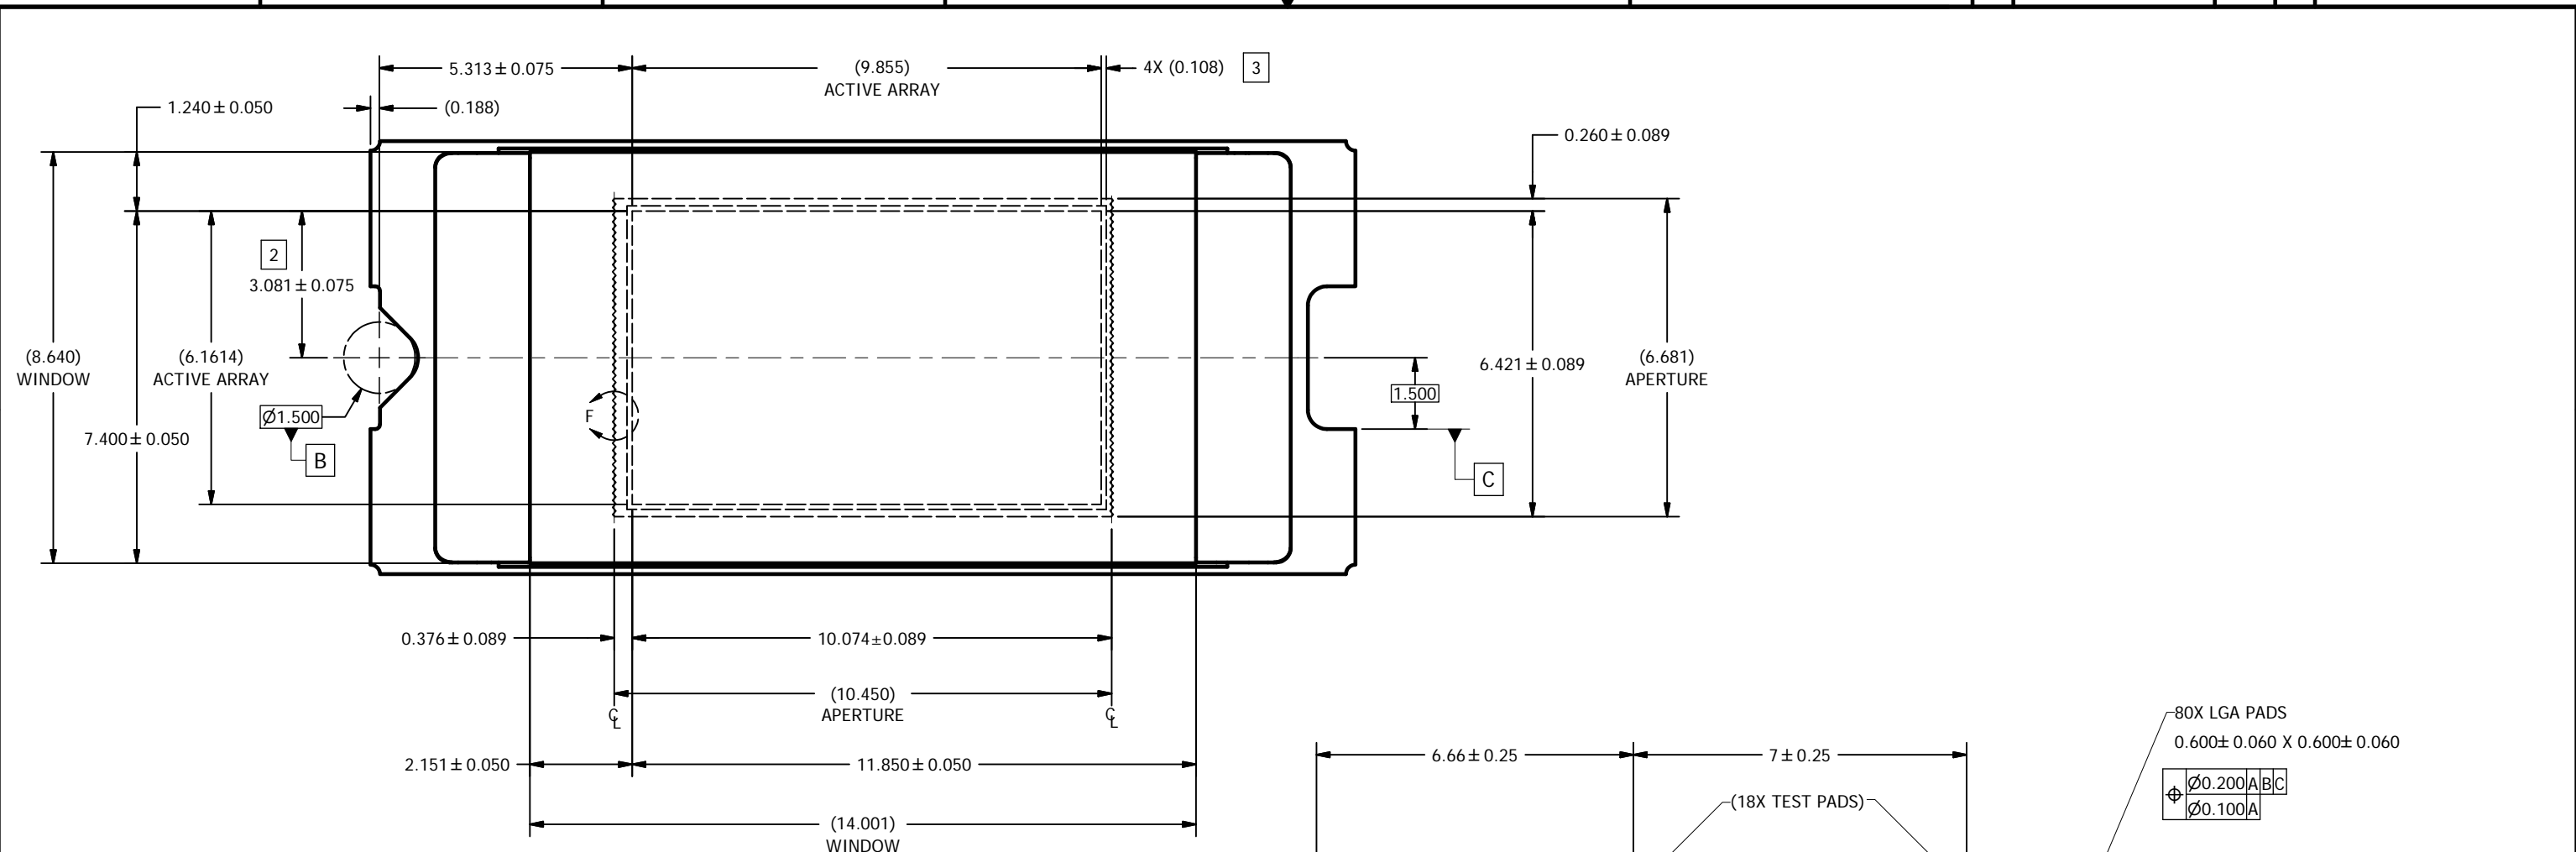 5.313±0.075
(9.855)
ACTIVE ARRAY
4X (0.108)
3
1.240±0.050
(0.188)
0.260±0.089
2
3.081±0.075
(8.640)
WINDOW
(6.1614)
ACTIVE ARRAY
6.421±0.089
(6.681)
APERTURE
1.500
Ø1.500
F
7.400±0.050
B
C
0.376±0.089
10.074±0.089
(10.450)
APERTURE
CL
CL
80X LGA PADS
0.600±0.060 X 0.600±0.060
2.151±0.050
11.850±0.050
6.66±0.25
7±0.25
Ø0.200 A B C
Ø0.100 A
(18X TEST PADS)
(14.001)
WINDOW